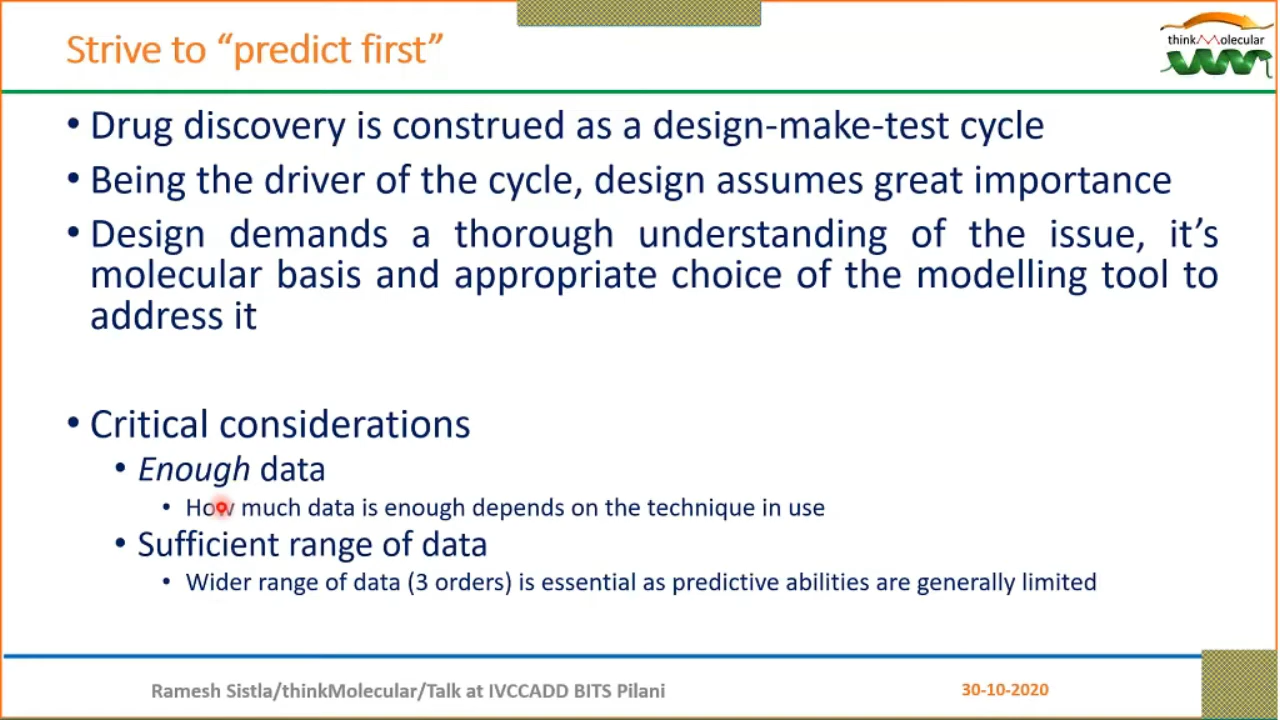 Strive to “predict first”
think olecular
• Drug discovery is construed as a design-make-test cycle
• Being the driver of the cycle, design assumes great importance
• Design demands a thorough understanding of the issue, it’s
molecular basis and appropriate choice of the modelling tool to
address it
• Critical considerations
• Enough data
• How much data is enough depends on the technique in use
• Sufficient range of data
• Wider range of data (3 orders) is essential as predictive abilities are generally limited
Ramesh Sistla/thinkMolecular/Talk at IVCCADD BITS Pilani
30-10-2020